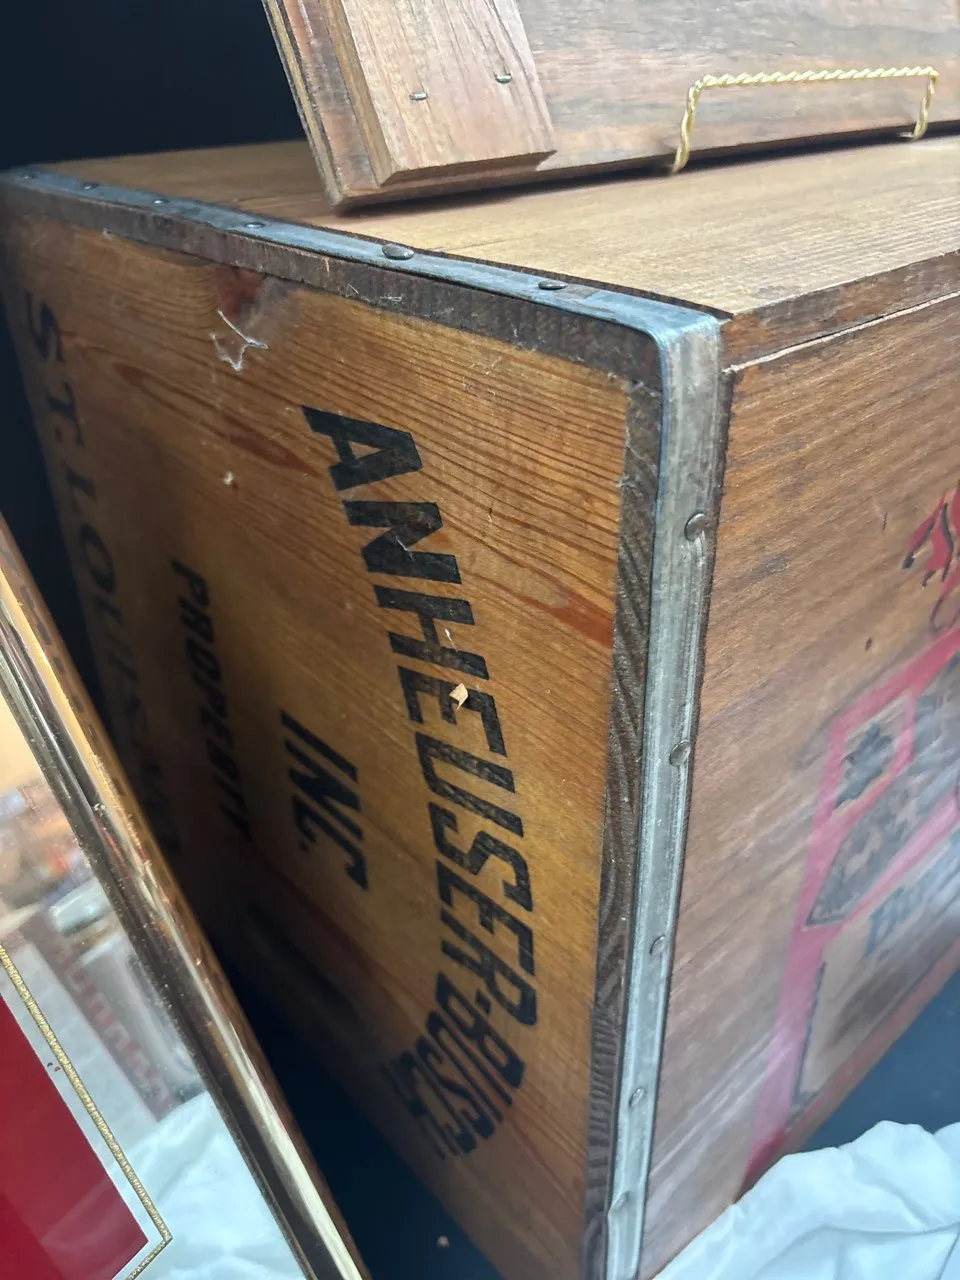 ANHEUSER-BUSCH
INC.
PROPERTY
ST. LOUIS